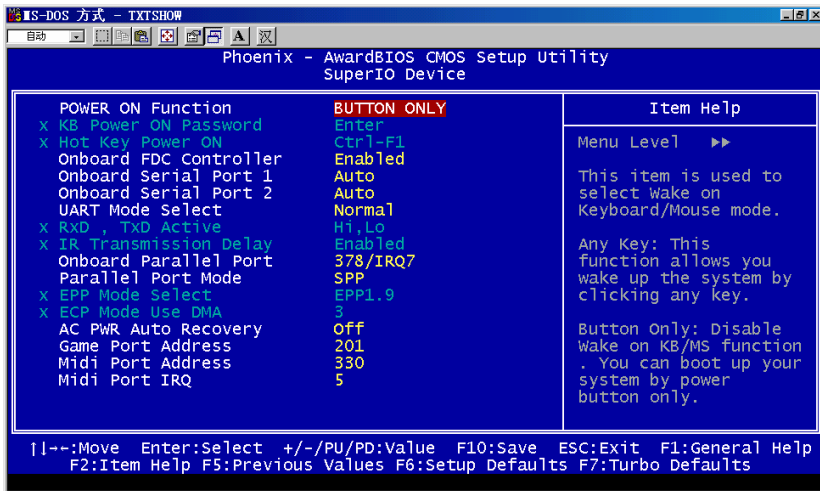 MS-DOS 方式 - TXTSHOW
自动
A 汉
Phoenix - AwardBIOS CMOS Setup Utility
SuperIO Device
POWER ON Function BUTTON ONLY
x KB Power ON Password Enter
x Hot Key Power ON Ctrl-F1
Onboard FDC Controller Enabled
Onboard Serial Port 1 Auto
Onboard Serial Port 2 Auto
UART Mode Select Normal
x RxD , TxD Active Hi,Lo
x IR Transmission Delay Enabled
Onboard Parallel Port 378/IRQ7
Parallel Port Mode SPP
x EPP Mode Select EPP1.9
x ECP Mode Use DMA 3
AC PWR Auto Recovery Off
Game Port Address 201
Midi Port Address 330
Midi Port IRQ 5
Item Help
Menu Level ▶▶
This item is used to
select Wake on
Keyboard/Mouse mode.
Any Key: This
function allows you
wake up the system by
clicking any key.
Button Only: Disable
Wake on KB/MS function
. You can boot up your
system by power
button only.
↑↓→←:Move Enter:Select +/-/PU/PD:Value F10:Save ESC:Exit F1:General Help
F2:Item Help F5:Previous Values F6:Setup Defaults F7:Turbo Defaults